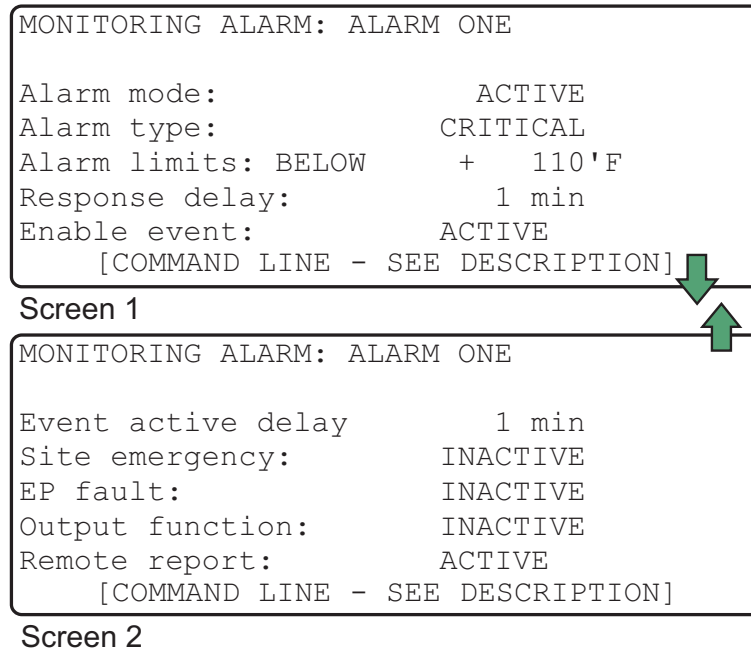 MONITORING ALARM: ALARM ONE
Alarm mode: ACTIVE
Alarm type: CRITICAL
Alarm limits: BELOW + 110'F
Response delay: 1 min
Enable event: ACTIVE
[COMMAND LINE - SEE DESCRIPTION]
Screen 1
MONITORING ALARM: ALARM ONE
Event active delay 1 min
Site emergency: INACTIVE
EP fault: INACTIVE
Output function: INACTIVE
Remote report: ACTIVE
[COMMAND LINE - SEE DESCRIPTION]
Screen 2